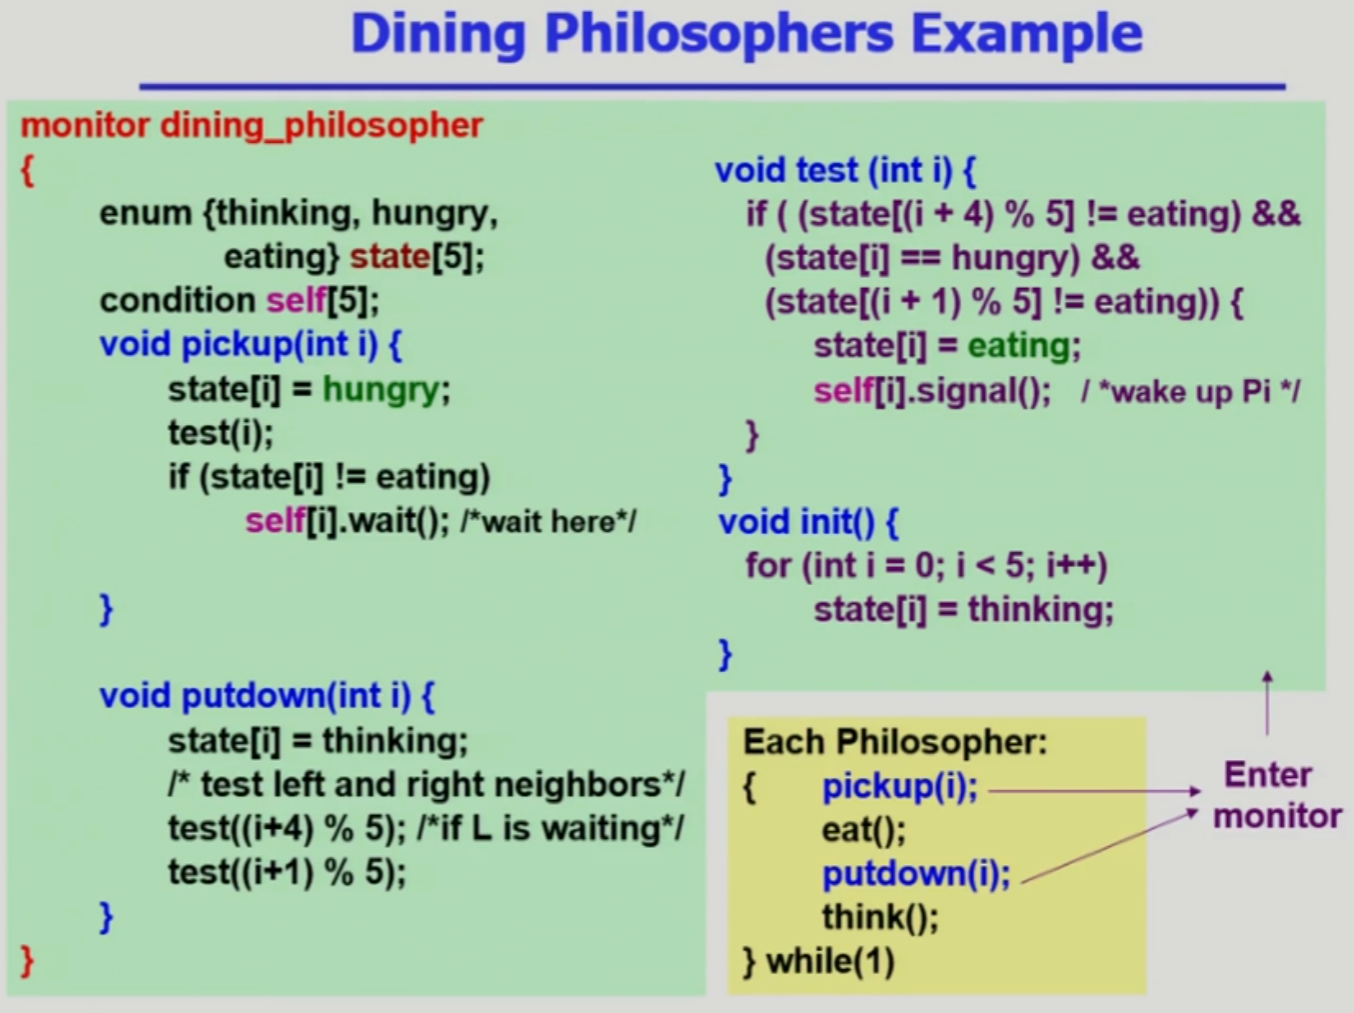 Dining Philosophers Example
monitor dining_philosopher
{
enum {thinking, hungry,
eating} state[5];
condition self[5];
void pickup(int i) {
state[i] = hungry;
test(i);
if (state[i] != eating)
self[i].wait(); /*wait here*/
}
void putdown(int i) {
state[i] = thinking;
/* test left and right neighbors*/
test((i+4) % 5); /*if L is waiting*/
test((i+1) % 5);
}
}
void test (int i) {
if ( (state[(i + 4) % 5] != eating) &&
(state[i] == hungry) &&
(state[(i + 1) % 5] != eating)) {
state[i] = eating;
self[i].signal(); / *wake up Pi */
}
}
void init() {
for (int i = 0; i < 5; i++)
state[i] = thinking;
}
Each Philosopher:
{ pickup(i);
eat();
putdown(i);
think();
} while(1)
Enter
monitor